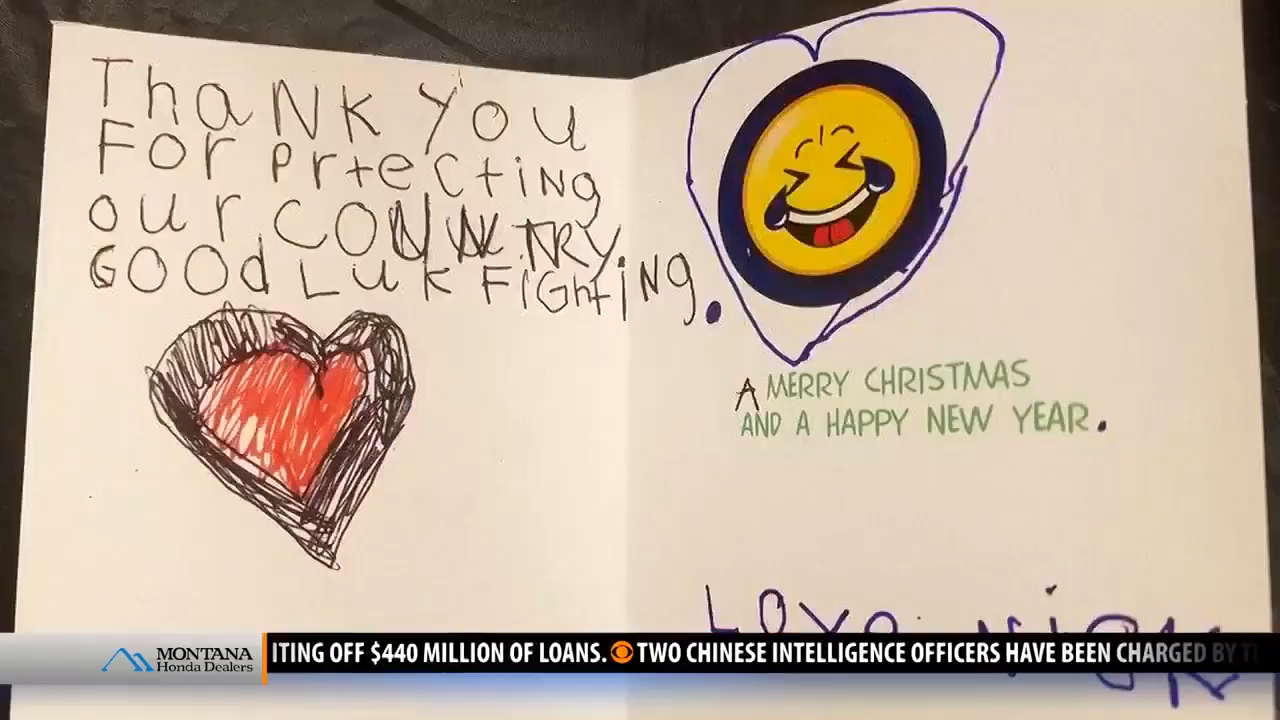 ThaNK You
FoR PrtectiNg
our COUNTRY.
GOOd Luk FiGhtiNg.
A MERRY CHRISTMAS
AND A HAPPY NEW YEAR.
Love
MONTANA
Honda Dealers
ITING OFF $440 MILLION OF LOANS. TWO CHINESE INTELLIGENCE OFFICERS HAVE BEEN CHARGED BY